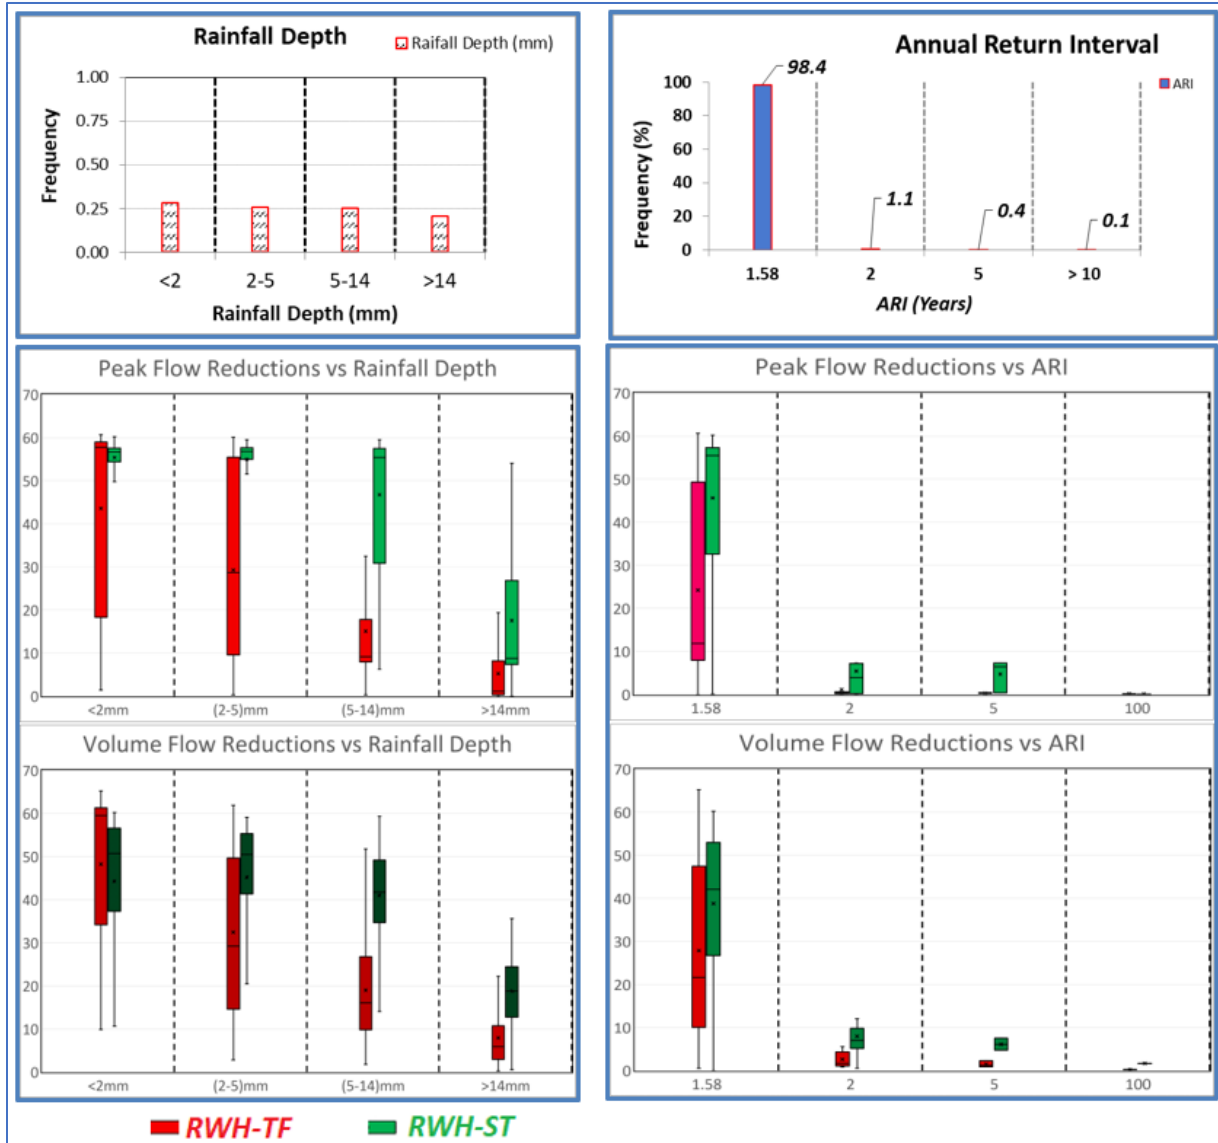 Rainfall Depth
Raifall Depth (mm)
Frequency
1.00
0.75
0.50
0.25
0.00
<2 2-5 5-14 >14
Rainfall Depth (mm)
Annual Return Interval
ARI
Frequency (%)
100
80
60
40
20
0
98.4
1.1
0.4
0.1
1.58 2 5 > 10
ARI (Years)
Peak Flow Reductions vs Rainfall Depth
70
60
50
40
30
20
10
0
<2mm (2-5)mm (5-14)mm >14mm
Peak Flow Reductions vs ARI
70
60
50
40
30
20
10
0
1.58 2 5 100
Volume Flow Reductions vs Rainfall Depth
70
60
50
40
30
20
10
0
<2mm (2-5)mm (5-14)mm >14mm
Volume Flow Reductions vs ARI
70
60
50
40
30
20
10
0
1.58 2 5 100
RWH-TF RWH-ST